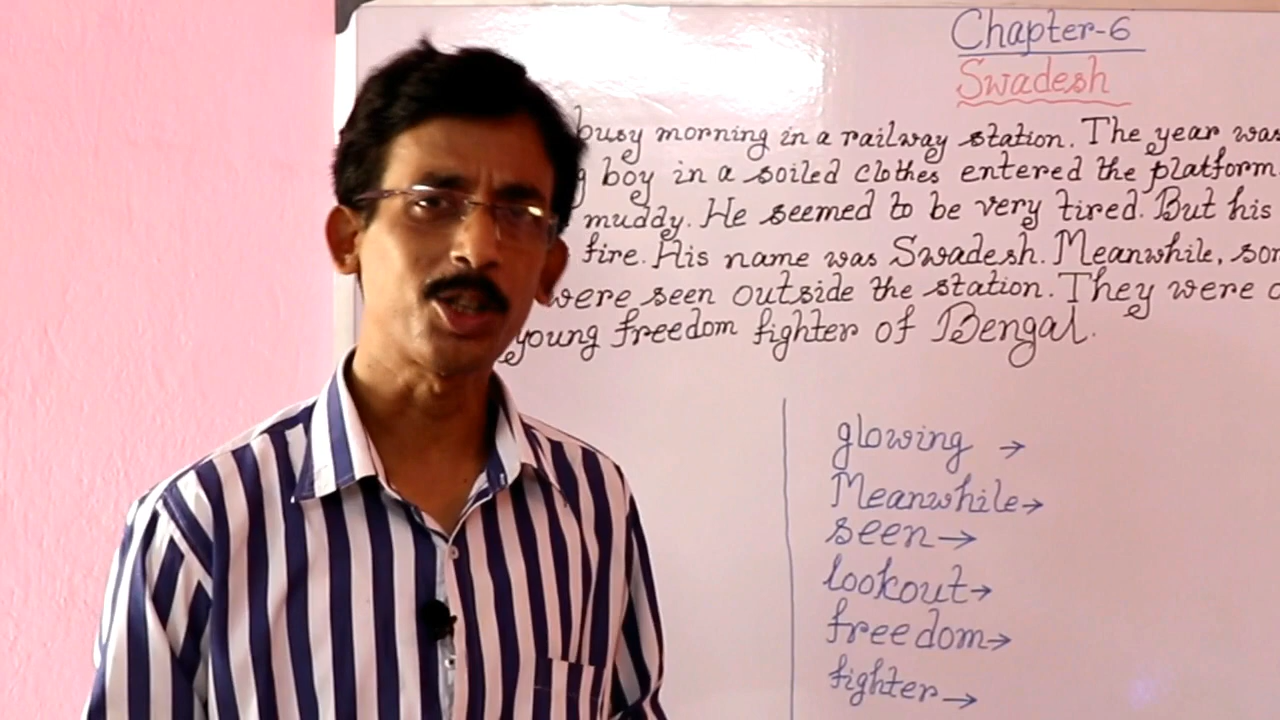 Chapter-6
Swadesh
busy morning in a railway station. The year was
boy in a soiled clothes entered the platform.
muddy. He seemed to be very tired. But his
fire. His name was Swadesh. Meanwhile,
were seen outside the station. They were
young freedom fighter of Bengal.
glowing →
Meanwhile→
seen→
lookout→
freedom→
fighter→